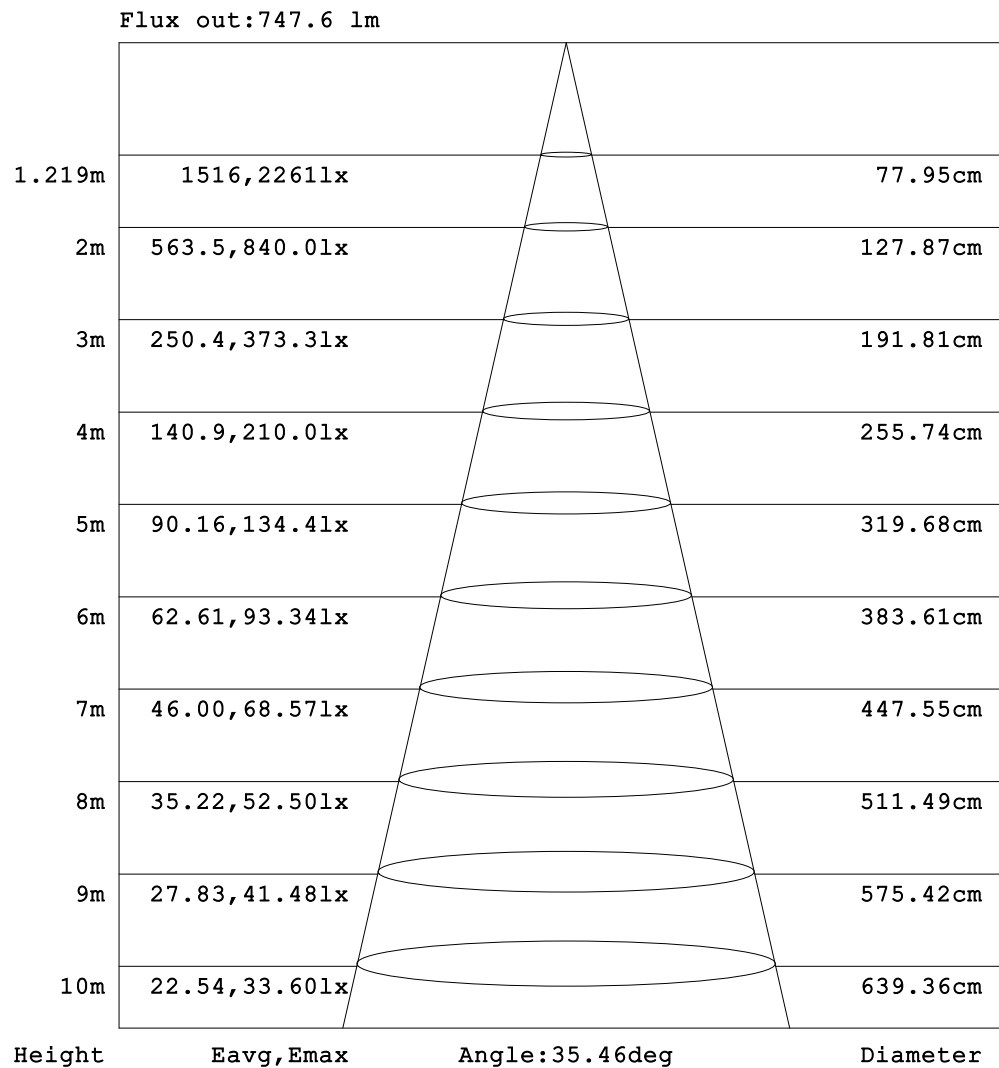 Flux out:747.6 lm
1.219m 1516,2261lx 77.95cm
2m 563.5,840.0lx 127.87cm
3m 250.4,373.3lx 191.81cm
4m 140.9,210.0lx 255.74cm
5m 90.16,134.4lx 319.68cm
6m 62.61,93.34lx 383.61cm
7m 46.00,68.57lx 447.55cm
8m 35.22,52.50lx 511.49cm
9m 27.83,41.48lx 575.42cm
10m 22.54,33.60lx 639.36cm
Height Eavg,Emax Angle:35.46deg Diameter